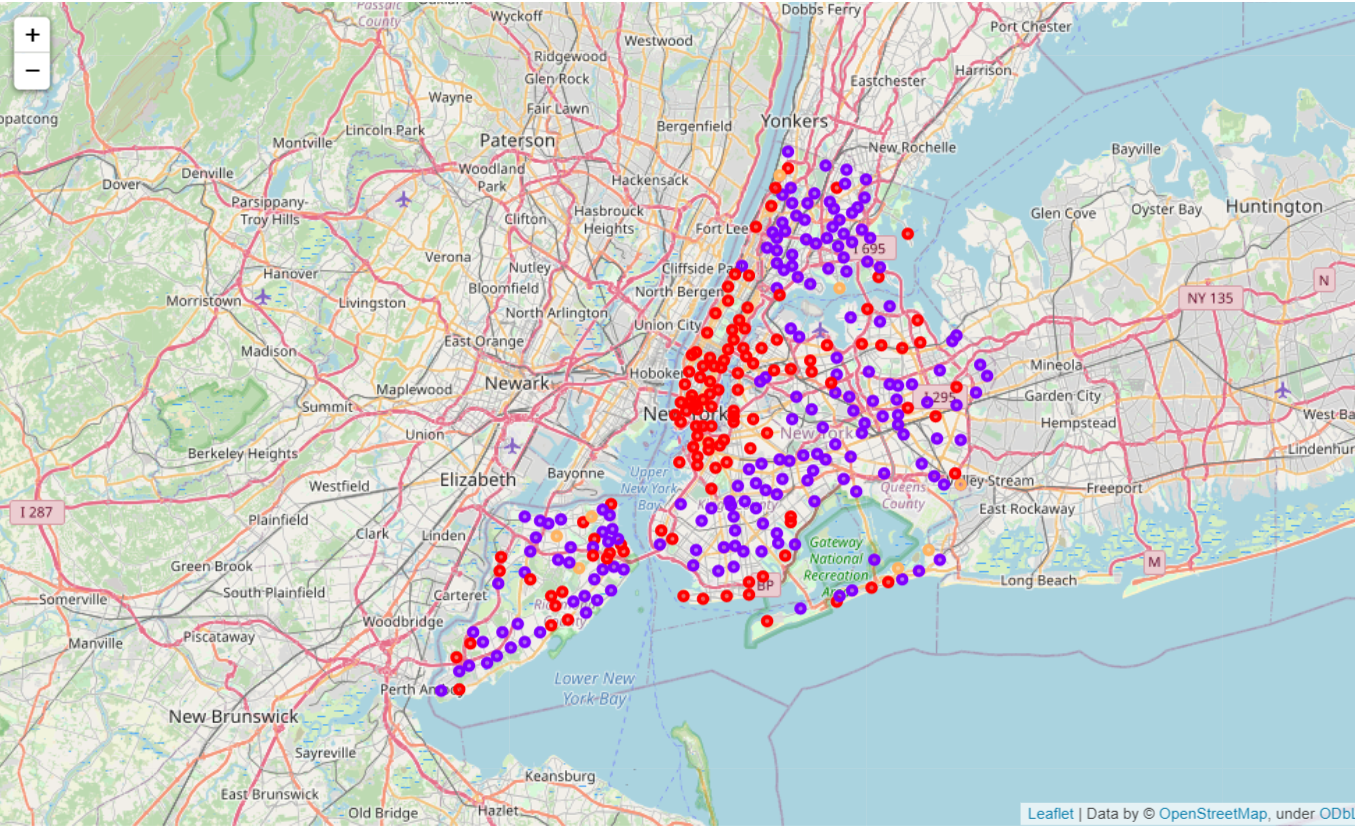 Passaic
County
Wyckoff
Dobbs Ferry
+
−
Westwood
Port Chester
Ridgewood
Glen Rock
Eastchester
Harrison
Wayne
Fair Lawn
opatcong
Lincoln Park
Bergenfield
Yonkers
Montville
Paterson
New Rochelle
Bayville
Denville
Woodland
Park
Hackensack
Dover
Parsippany-
Troy Hills
Clifton
Hasbrouck
Heights
Fort Lee
Glen Cove
Oyster Bay
Huntington
I 695
Verona
Nutley
Cliffside Pa
Hanover
Bloomfield
North Bergen
N
NY 135
Morristown
Livingston
North Arlington
Union City
East Orange
Madison
Mineola
Newark
Hoboke
Maplewood
Garden City
I 295
Summit
New York
West Ba
Union
Hempstead
New York
Berkeley Heights
Lindenhur
Elizabeth
Bayonne
Upper
New York
Bay
Westfield
lley Stream
Freeport
Queens
County
I 287
East Rockaway
Plainfield
Clark
Linden
Gateway
National
Recreation
Green Brook
M
Long Beach
BP
Somerville
South Plainfield
Carteret
Woodbridge
Manville
Piscataway
Lower New
York Bay
Perth Am
New Brunswick
Sayreville
Keansburg
East Brunswick
Old Bridge
Hazlet
Leaflet | Data by © OpenStreetMap, under ODbL